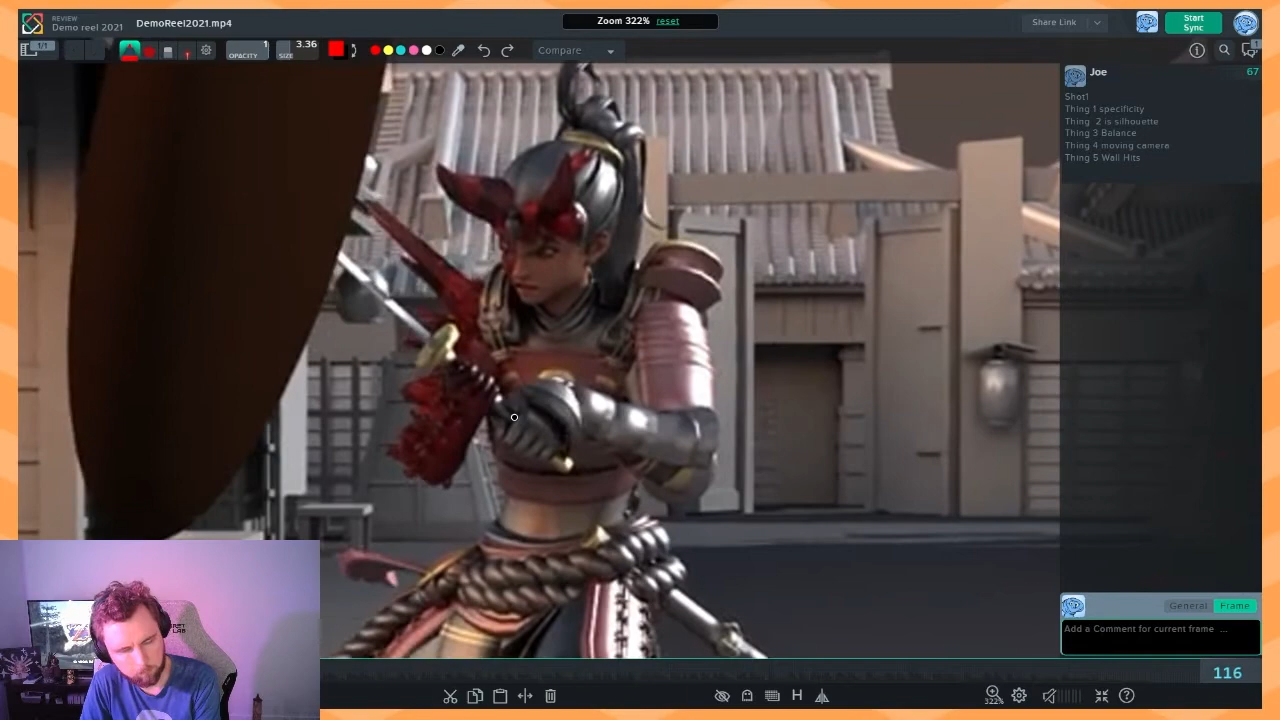 REVIEW
Demo reel 2021
DemoReel2021.mp4
Zoom 322% reset
Share Link
Start Sync
1/1
OPACITY 1
SIZE 3.36
Compare
1
Joe
67
Shot1
Thing 1 specificity
Thing 2 is silhouette
Thing 3 Balance
Thing 4 moving camera
Thing 5 Wall Hits
General
Frame
Add a Comment for current frame ...
116
H
322%